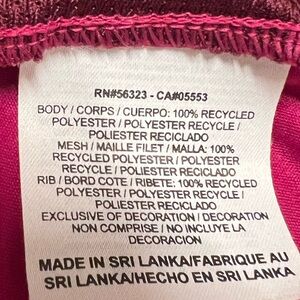 RN#56323 - CA#05553
BODY / CORPS / CUERPO: 100% RECYCLED
POLYESTER / POLYESTER RECYCLE /
POLIESTER RECICLADO
MESH / MAILLE FILET / MALLA: 100%
RECYCLED POLYESTER / POLYESTER
RECYCLE / POLIESTER RECICLADO
RIB / BORD COTE / RIBETE: 100% RECYCLED
POLYESTER / POLYESTER RECYCLE /
POLIESTER RECICLADO
EXCLUSIVE OF DECORATION / DECORATION
NON COMPRISE / NO INCLUYE LA
DECORACION
MADE IN SRI LANKA/FABRIQUE AU
SRI LANKA/HECHO EN SRI LANKA